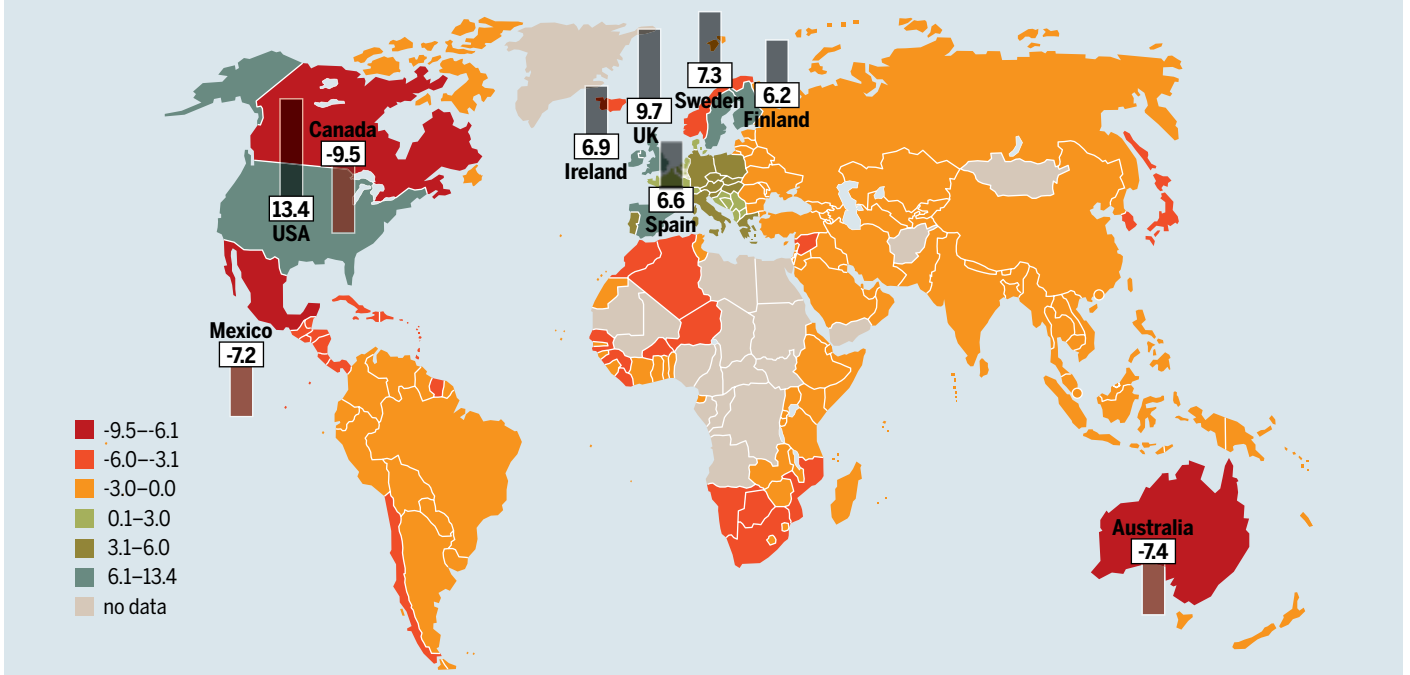 7.3
Sweden
6.2
Finland
9.7
UK
6.9
Ireland
6.6
Spain
Canada
-9.5
13.4
USA
Mexico
-7.2
Australia
-7.4
-9.5–-6.1
-6.0–-3.1
-3.0–0.0
0.1–3.0
3.1–6.0
6.1–13.4
no data